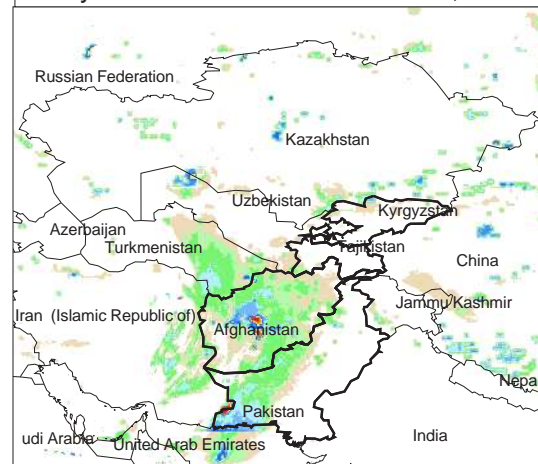 Russian Federation
Kazakhstan
Uzbekistan
Kyrgyzstan
Azerbaijan
Turkmenistan
Tajikistan
China
Jammu/Kashmir
Iran (Islamic Republic of)
Afghanistan
Nepa
Pakistan
udi Arabia
United Arab Emirates
India